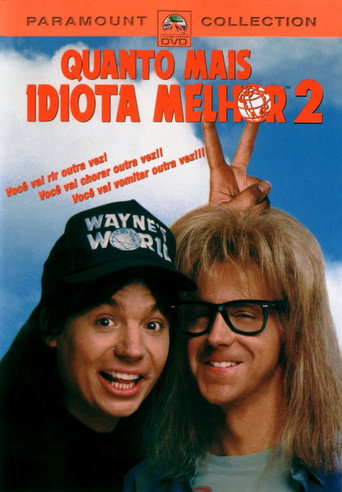 PARAMOUNT COLLECTION
DVD
QUANTO MAIS
IDIOTA MELHOR 2
TM
Você vai rir outra vez!
Você vai chorar outra vez!!
Você vai vomitar outra vez!!!
WAYNE'S
WORLD